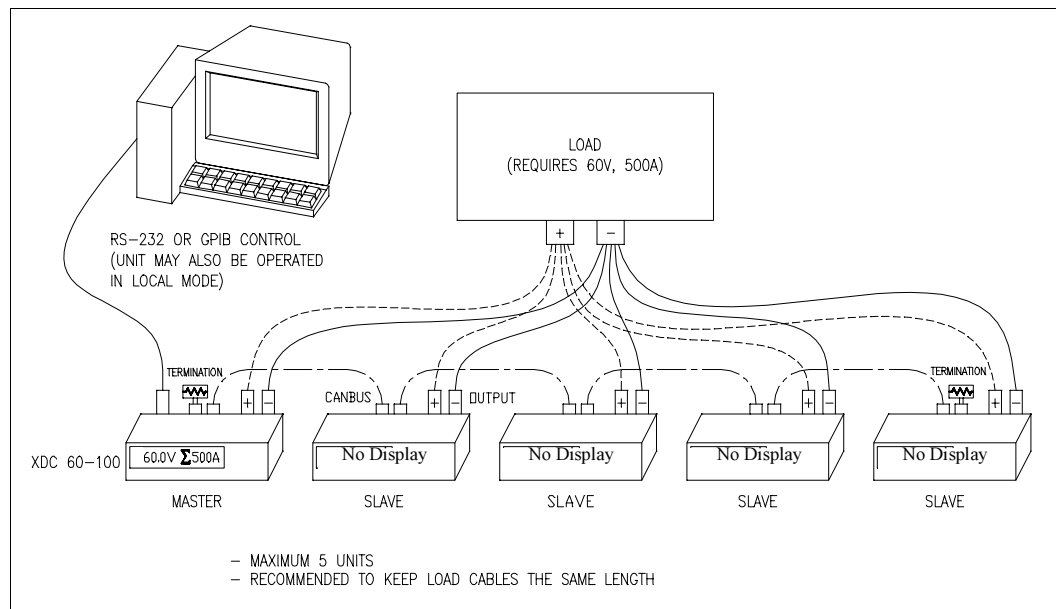 LOAD
(REQUIRES 60V, 500A)
+
-
RS-232 OR GPIB CONTROL
(UNIT MAY ALSO BE OPERATED
IN LOCAL MODE)
TERMINATION
+
-
CANBUS
+
-
OUTPUT
+
-
+
-
TERMINATION
+
-
XDC 60-100
60.0V Σ500A
No Display
No Display
No Display
No Display
MASTER
SLAVE
SLAVE
SLAVE
SLAVE
- MAXIMUM 5 UNITS
- RECOMMENDED TO KEEP LOAD CABLES THE SAME LENGTH